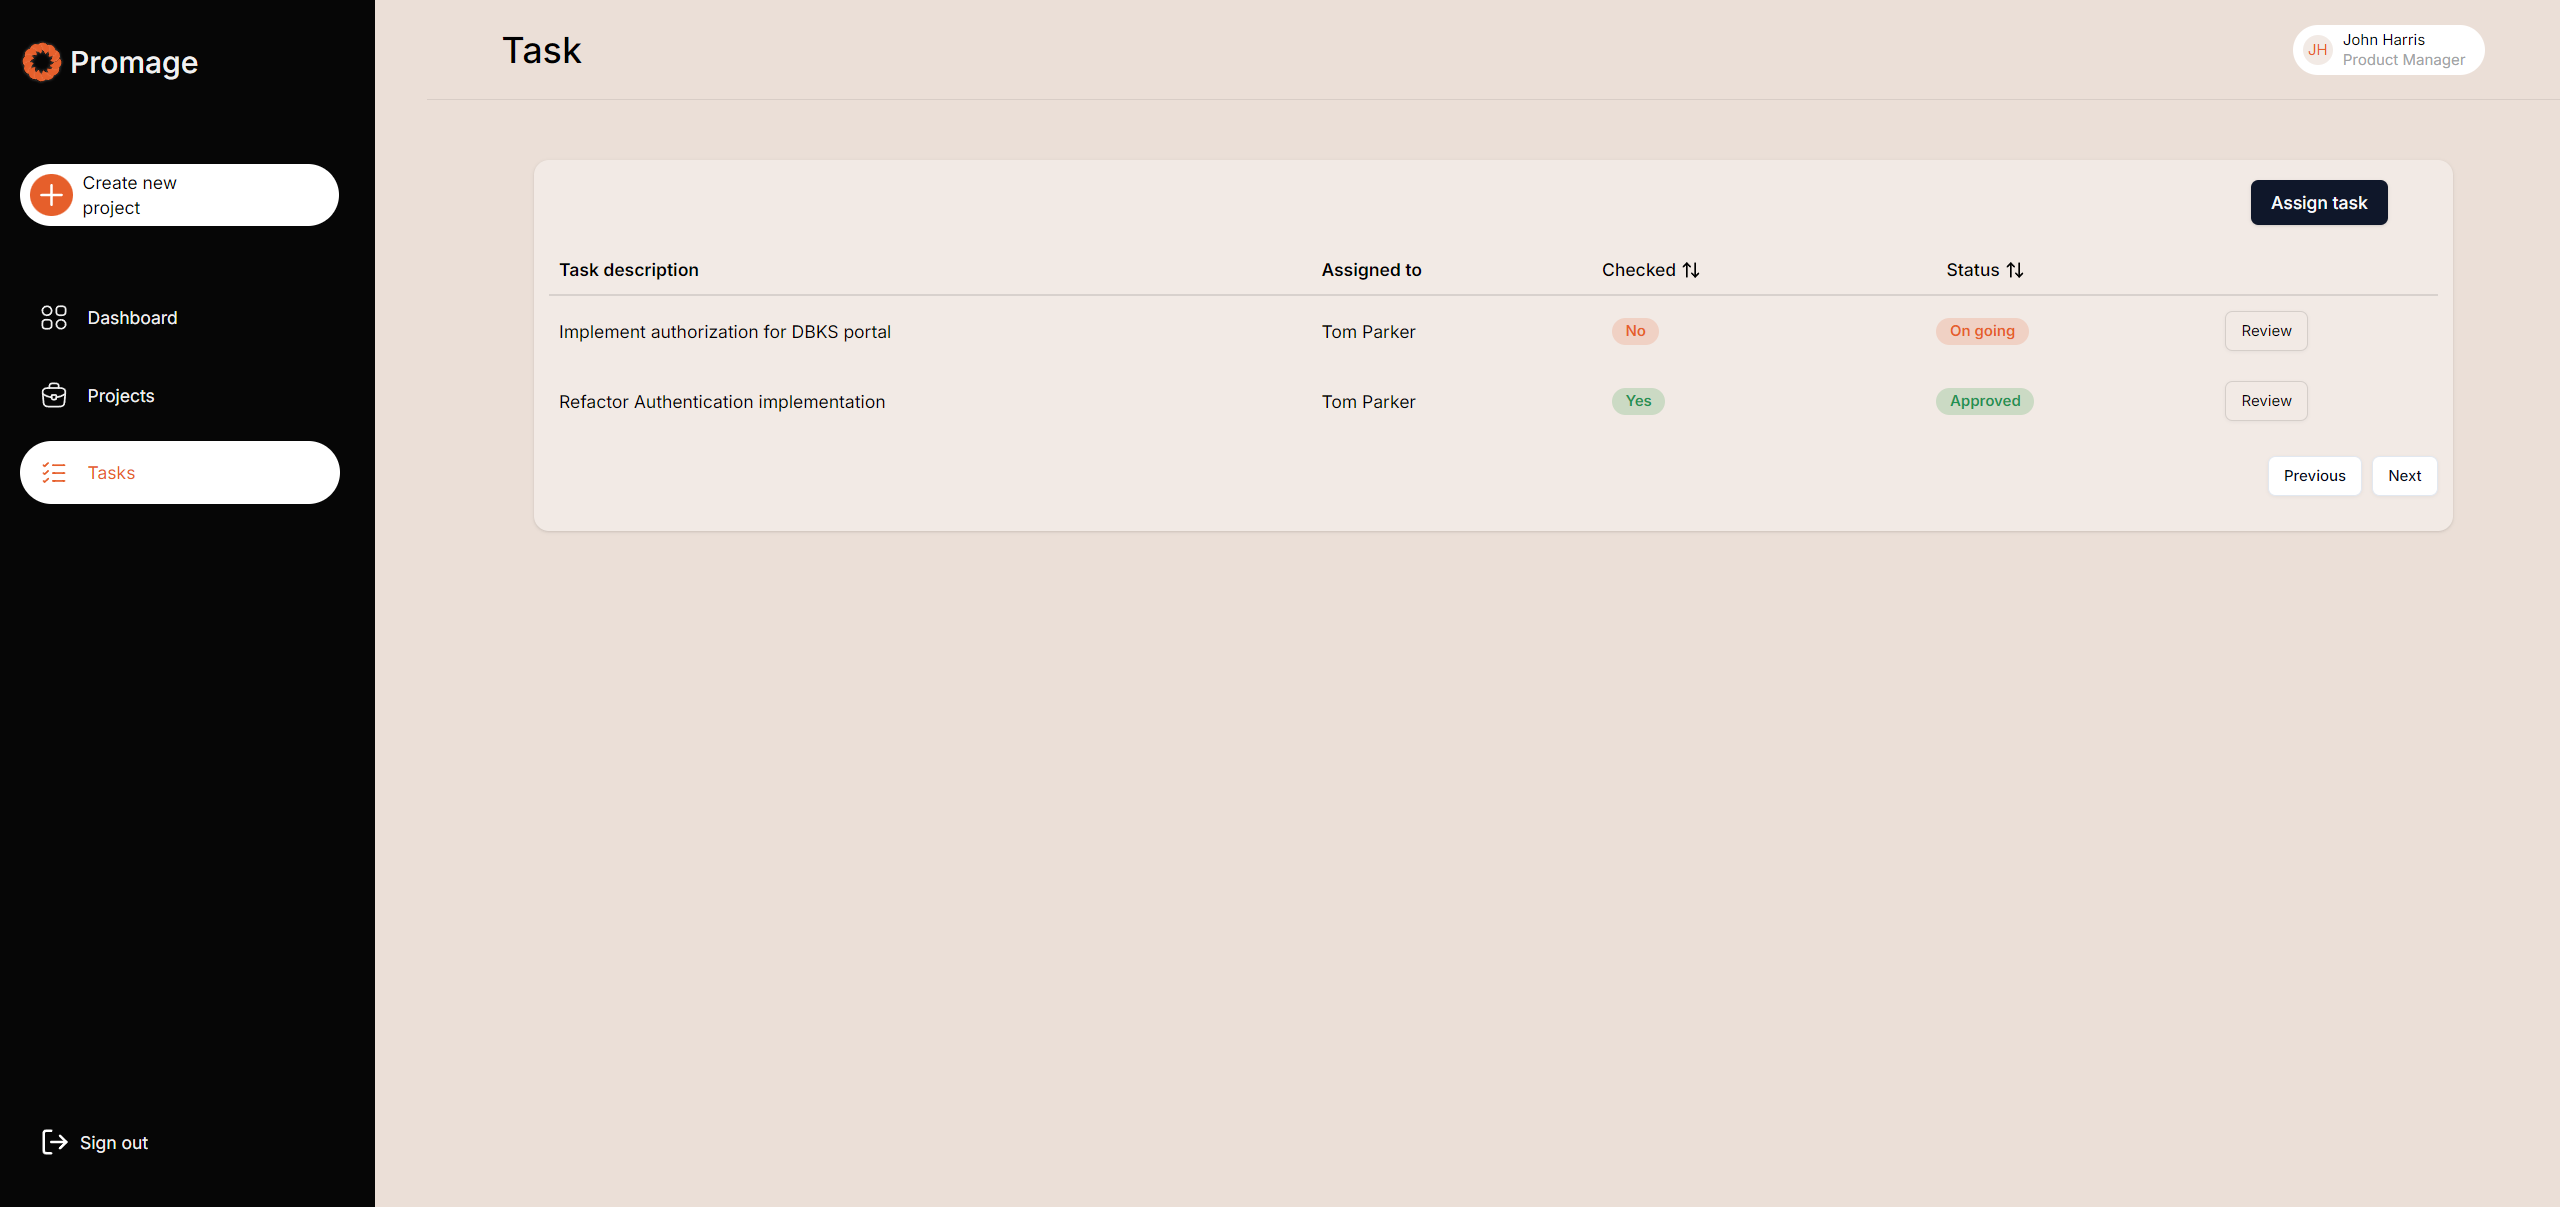 Promage
Create new
project
Dashboard
Projects
Tasks
Sign out
Task
JH
John Harris
Product Manager
Assign task
Task description Assigned to Checked Status
Implement authorization for DBKS portal Tom Parker No On going Review
Refactor Authentication implementation Tom Parker Yes Approved Review
Previous Next